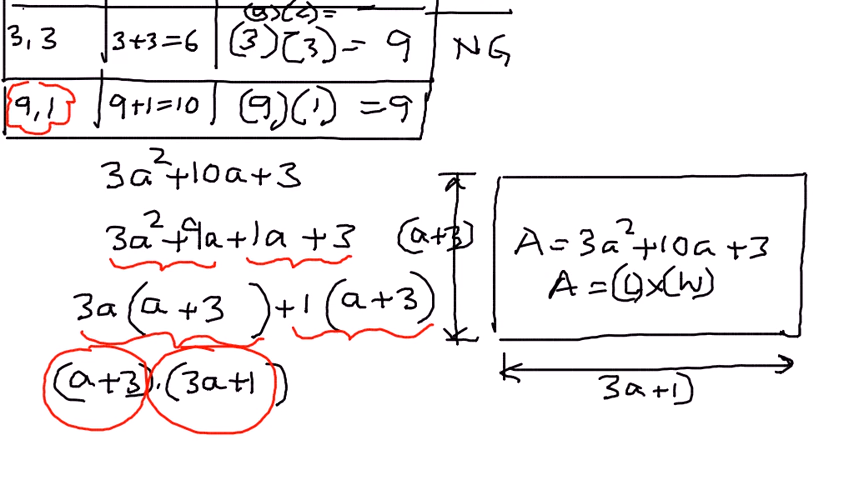 3, 3 3+3=6 (3)(3) = 9 NG
9,1 9+1=10 (9)(1) = 9
3a²+10a+3
3a²+9a+1a+3
3a(a+3)+1(a+3)
(a+3).(3a+1)
(a+3)
A=3a²+10a+3
A=(L)x(W)
3a+1)